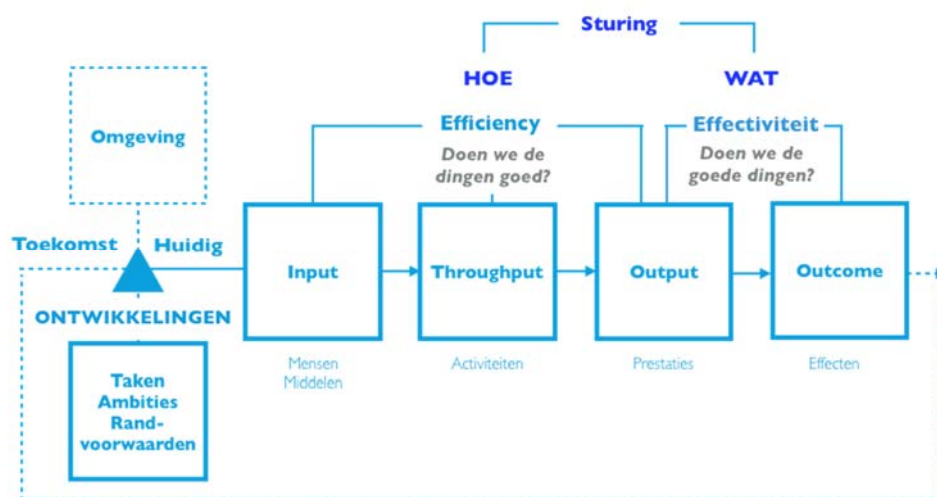 Sturing
HOE
WAT
Efficiency
Effectiviteit
Doen we de
dingen goed?
Doen we de
goede dingen?
Omgeving
Toekomst
Huidig
ONTWIKKELINGEN
Taken
Ambities
Rand-
voorwaarden
Input
Throughput
Output
Outcome
Mensen
Middelen
Activiteiten
Prestaties
Effecten